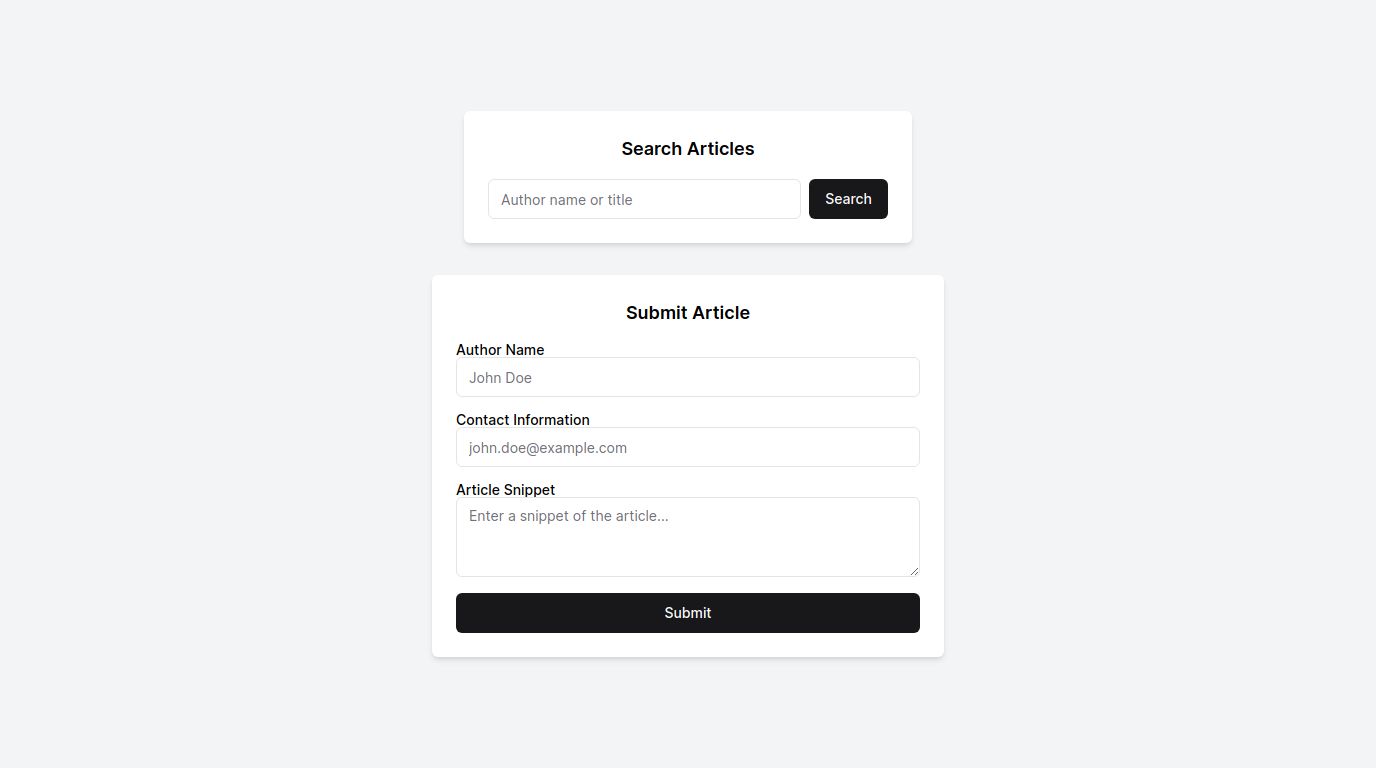 Search Articles
Author name or title
Search
Submit Article
Author Name
John Doe
Contact Information
john.doe@example.com
Article Snippet
Enter a snippet of the article...
Submit